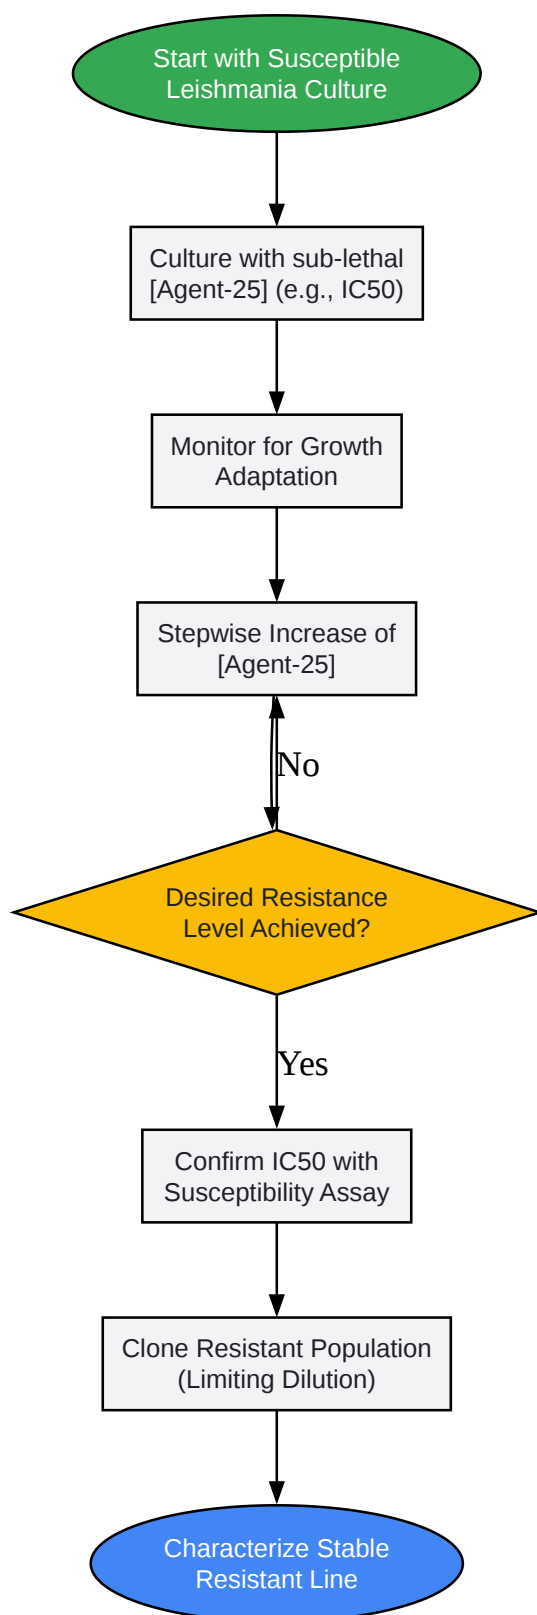 Start with Susceptible
Leishmania Culture
Culture with sub-lethal
[Agent-25] (e.g., IC50)
Monitor for Growth
Adaptation
Stepwise Increase of
[Agent-25]
No
Desired Resistance
Level Achieved?
Yes
Confirm IC50 with
Susceptibility Assay
Clone Resistant Population
(Limiting Dilution)
Characterize Stable
Resistant Line